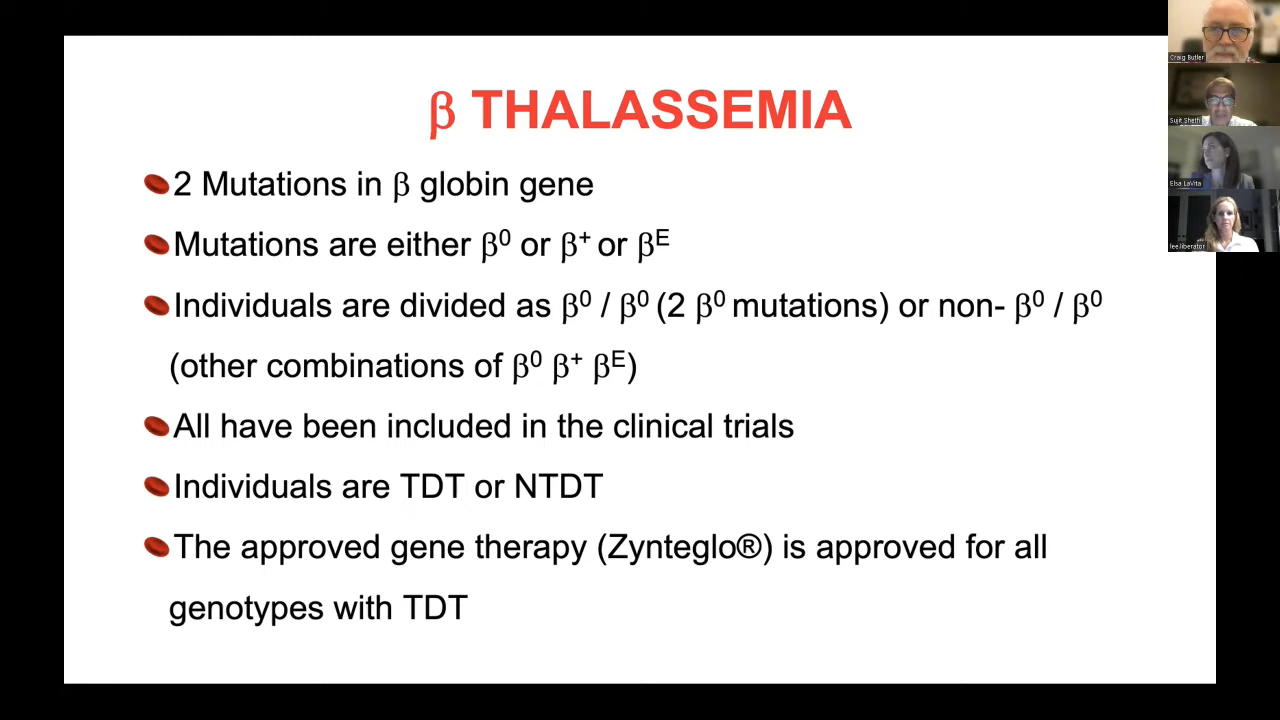 β THALASSEMIA
2 Mutations in β globin gene
Mutations are either β⁰ or β⁺ or βᴱ
Individuals are divided as β⁰ / β⁰ (2 β⁰ mutations) or non- β⁰ / β⁰
(other combinations of β⁰ β⁺ βᴱ)
All have been included in the clinical trials
Individuals are TDT or NTDT
The approved gene therapy (Zynteglo®) is approved for all
genotypes with TDT
Craig Butler
Sujit Sheth
Elsa LaVita
lee.liberator